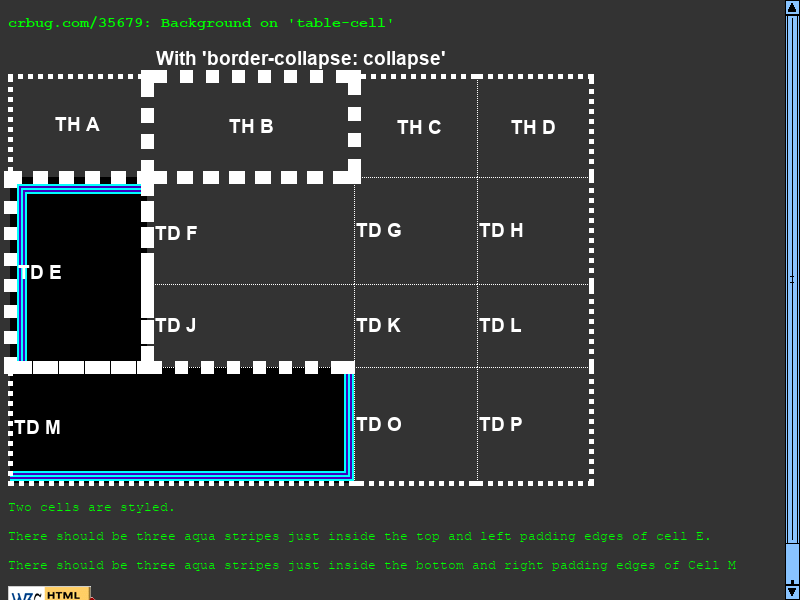 crbug.com/35679: Background on 'table-cell'
With 'border-collapse: collapse'
TH A TH B TH C TH D
TD E TD F TD G TD H
TD J TD K TD L
TD M TD O TD P
Two cells are styled.
There should be three aqua stripes just inside the top and left padding edges of cell E.
There should be three aqua stripes just inside the bottom and right padding edges of Cell M
W3C HTML